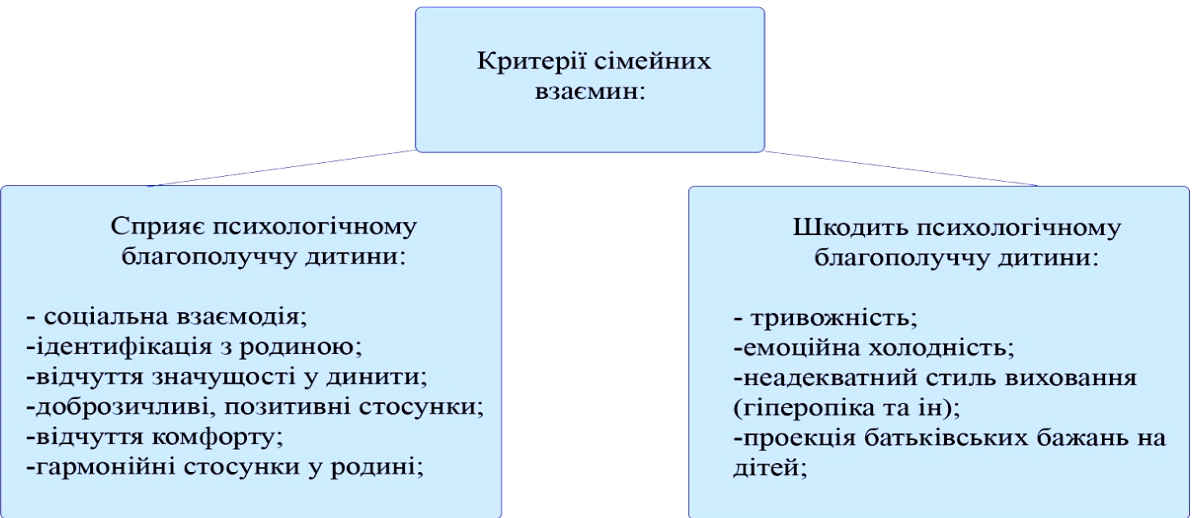 Критерії сімейних
взаємин:
Сприяє психологічному
благополуччу дитини:
- соціальна взаємодія;
-ідентифікація з родиною;
-відчуття значущості у динити;
-доброзичливі, позитивні стосунки;
-відчуття комфорту;
-гармонійні стосунки у родині;
Шкодить психологічному
благополуччу дитини:
- тривожність;
-емоційна холодність;
-неадекватний стиль виховання
(гіперопіка та ін);
-проекція батьківських бажань на
дітей;